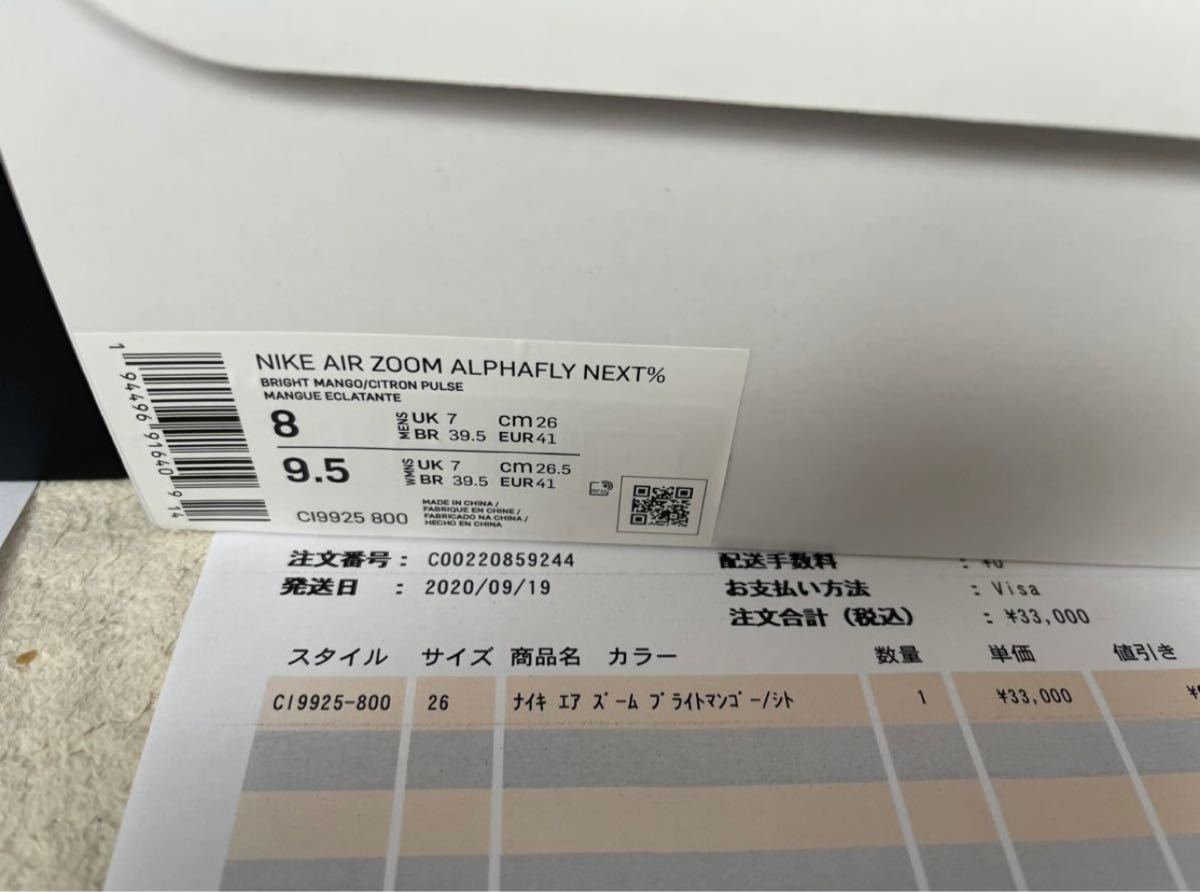 1 94496 91640 9 14
NIKE AIR ZOOM ALPHAFLY NEXT%
BRIGHT MANGO/CITRON PULSE
MANGUE ECLATANTE
8 MENS UK 7 cm 26
BR 39.5 EUR 41
9.5 WMNS UK 7 cm 26.5
BR 39.5 EUR 41
MADE IN CHINA /
FABRIQUE EN CHINE /
FABRICADO NA CHINA /
HECHO EN CHINA
CI9925 800
注文番号 : C00220859244 配送手数料 : ¥0
発送日 : 2020/09/19 お支払い方法 : Visa
注文合計（税込） : ¥33,000
スタイル サイズ 商品名 カラー 数量 単価 値引き
CI9925-800 26 ﾅｲｷ ｴｱ ｽﾞｰﾑ ﾌﾞﾗｲﾄﾏﾝｺﾞｰ/ｼﾄ 1 ¥33,000